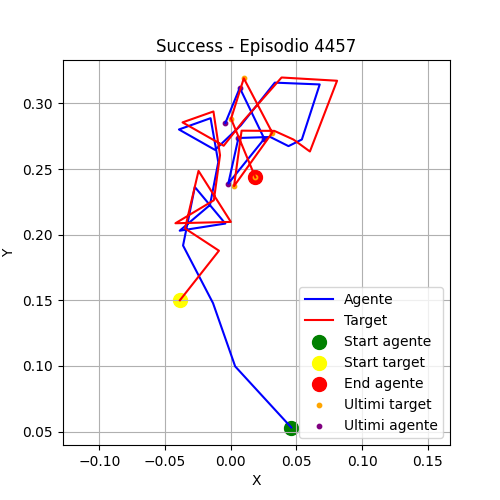 Success - Episodio 4457
Y
0.30
0.25
0.20
0.15
0.10
0.05
−0.10
−0.05
0.00
0.05
0.10
0.15
X
Agente
Target
Start agente
Start target
End agente
Ultimi target
Ultimi agente